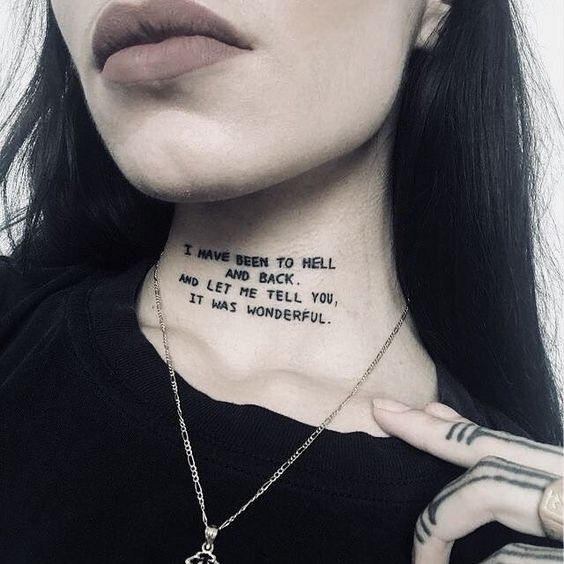 I HAVE BEEN TO HELL
AND BACK.
AND LET ME TELL YOU,
IT WAS WONDERFUL.